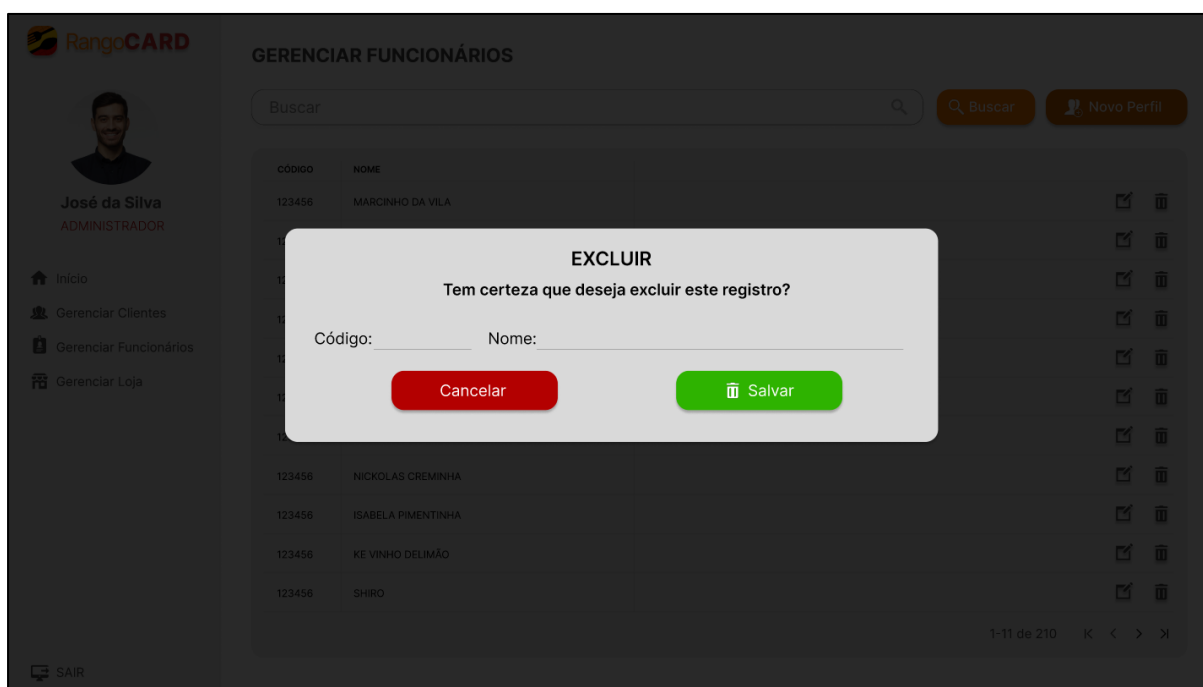 RangoCARD
GERENCIAR FUNCIONÁRIOS
Buscar
Buscar
Novo Perfil
José da Silva
ADMINISTRADOR
Início
Gerenciar Clientes
Gerenciar Funcionários
Gerenciar Loja
SAIR
CÓDIGO NOME
123456 MARCINHO DA VILA
EXCLUIR
Tem certeza que deseja excluir este registro?
Código: Nome:
Cancelar
Salvar
123456 NICKOLAS CREMINHA
123456 ISABELA PIMENTINHA
123456 KE VINHO DELIMÃO
123456 SHIRO
1-11 de 210